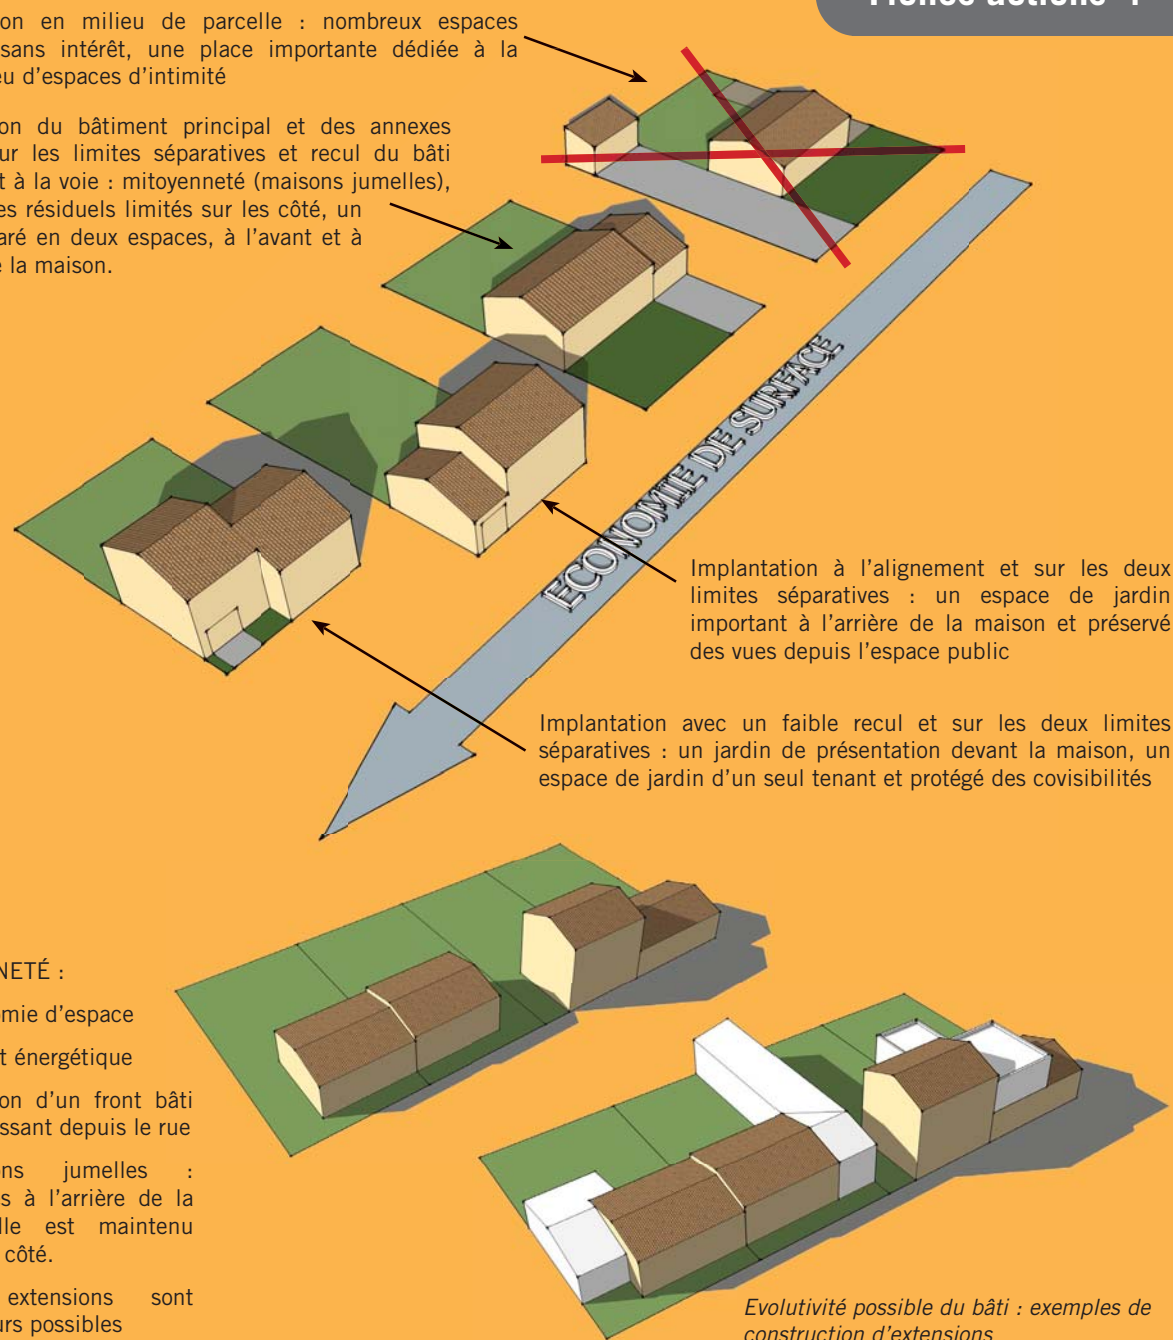 on en milieu de parcelle : nombreux espaces
sans intérêt, une place importante dédiée à la
eu d'espaces d'intimité
on du bâtiment principal et des annexes
ur les limites séparatives et recul du bâti
t à la voie : mitoyenneté (maisons jumelles),
es résiduels limités sur les côté, un
aré en deux espaces, à l'avant et à
e la maison.
ECONOMIE DE SURFACE
Implantation à l'alignement et sur les deux
limites séparatives : un espace de jardin
important à l'arrière de la maison et préservé
des vues depuis l'espace public
Implantation avec un faible recul et sur les deux limites
séparatives : un jardin de présentation devant la maison, un
espace de jardin d'un seul tenant et protégé des covisibilités
NETÉ :
mie d'espace
t énergétique
on d'un front bâti
ssant depuis le rue
ns jumelles :
s à l'arrière de la
lle est maintenu
côté.
extensions sont
urs possibles
Evolutivité possible du bâti : exemples de
construction d'extensions